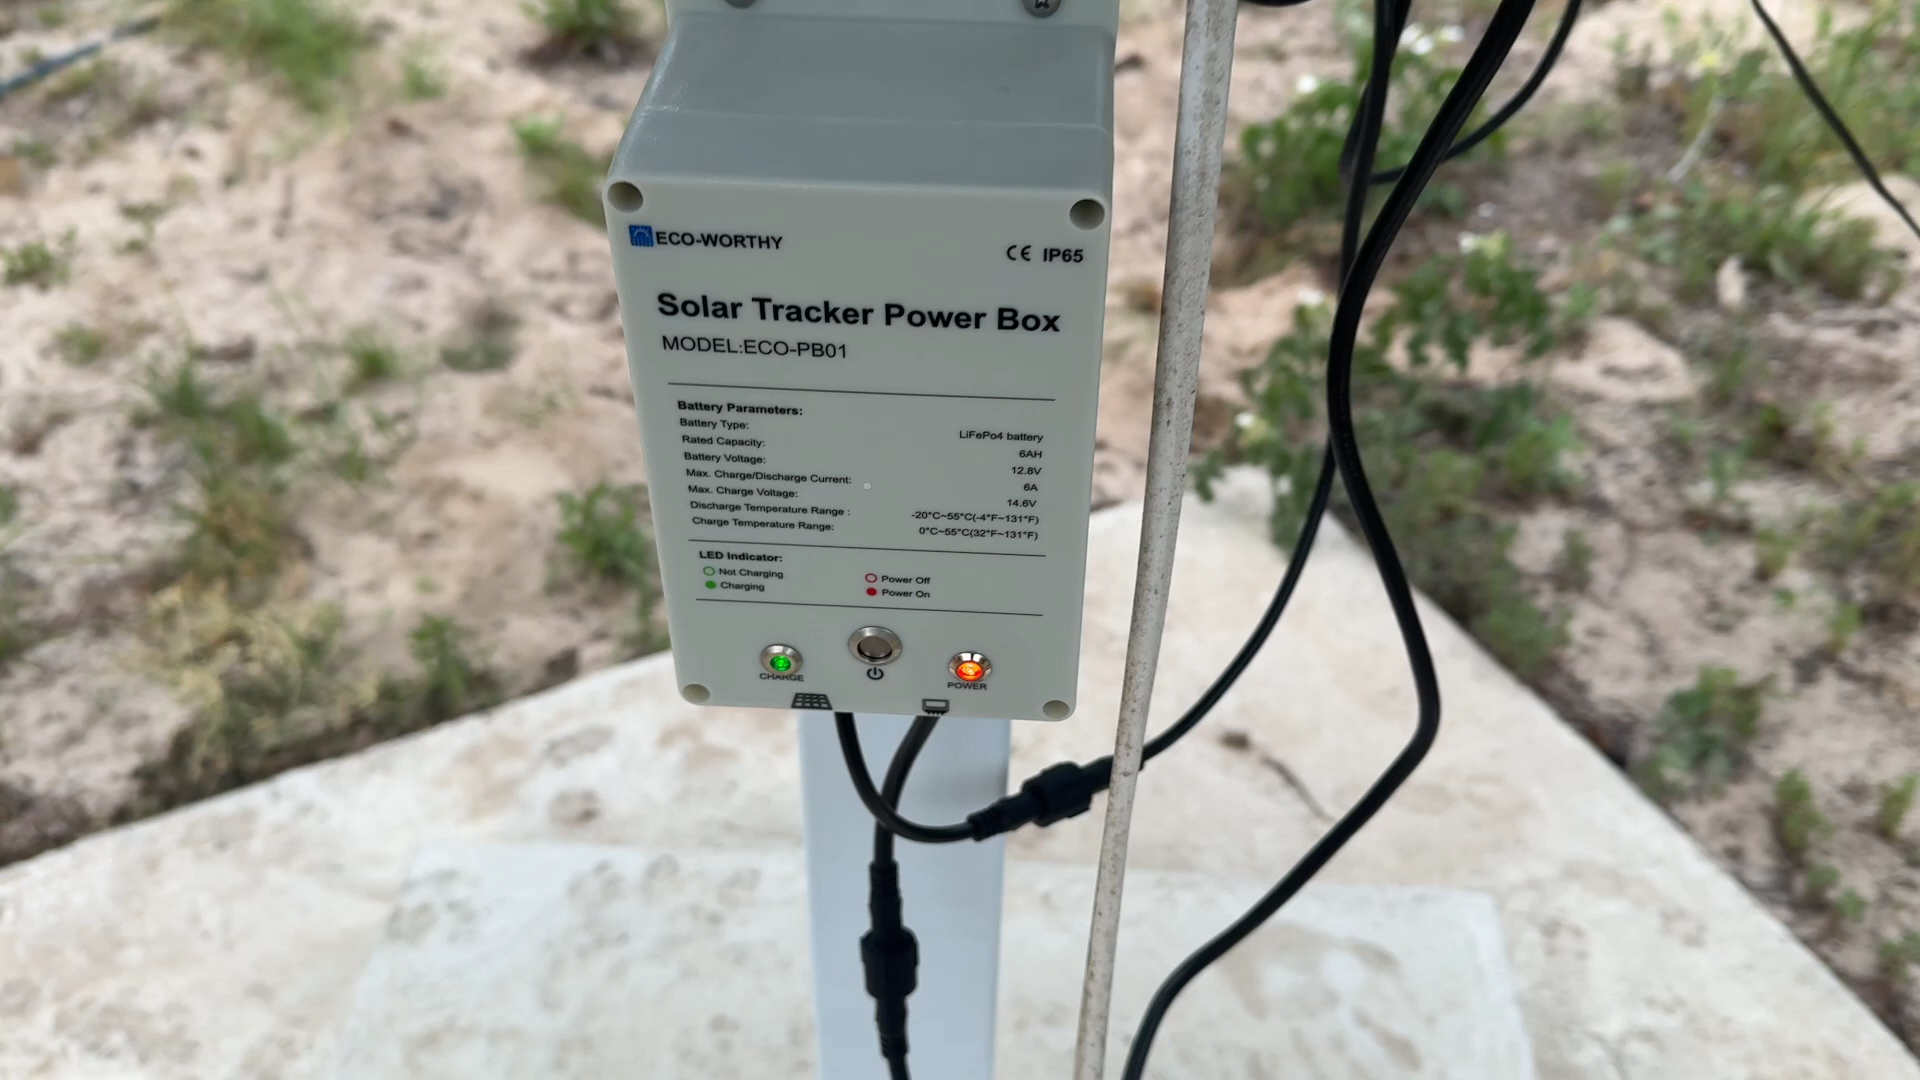 ECO-WORTHY
CE IP65
Solar Tracker Power Box
MODEL:ECO-PB01
Battery Parameters:
Battery Type: LiFePo4 battery
Rated Capacity: 6AH
Battery Voltage: 12.8V
Max. Charge/Discharge Current: 6A
Max. Charge Voltage: 14.6V
Discharge Temperature Range : -20°C~55°C(-4°F~131°F)
Charge Temperature Range: 0°C~55°C(32°F~131°F)
LED Indicator:
Not Charging Power Off
Charging Power On
CHARGE POWER